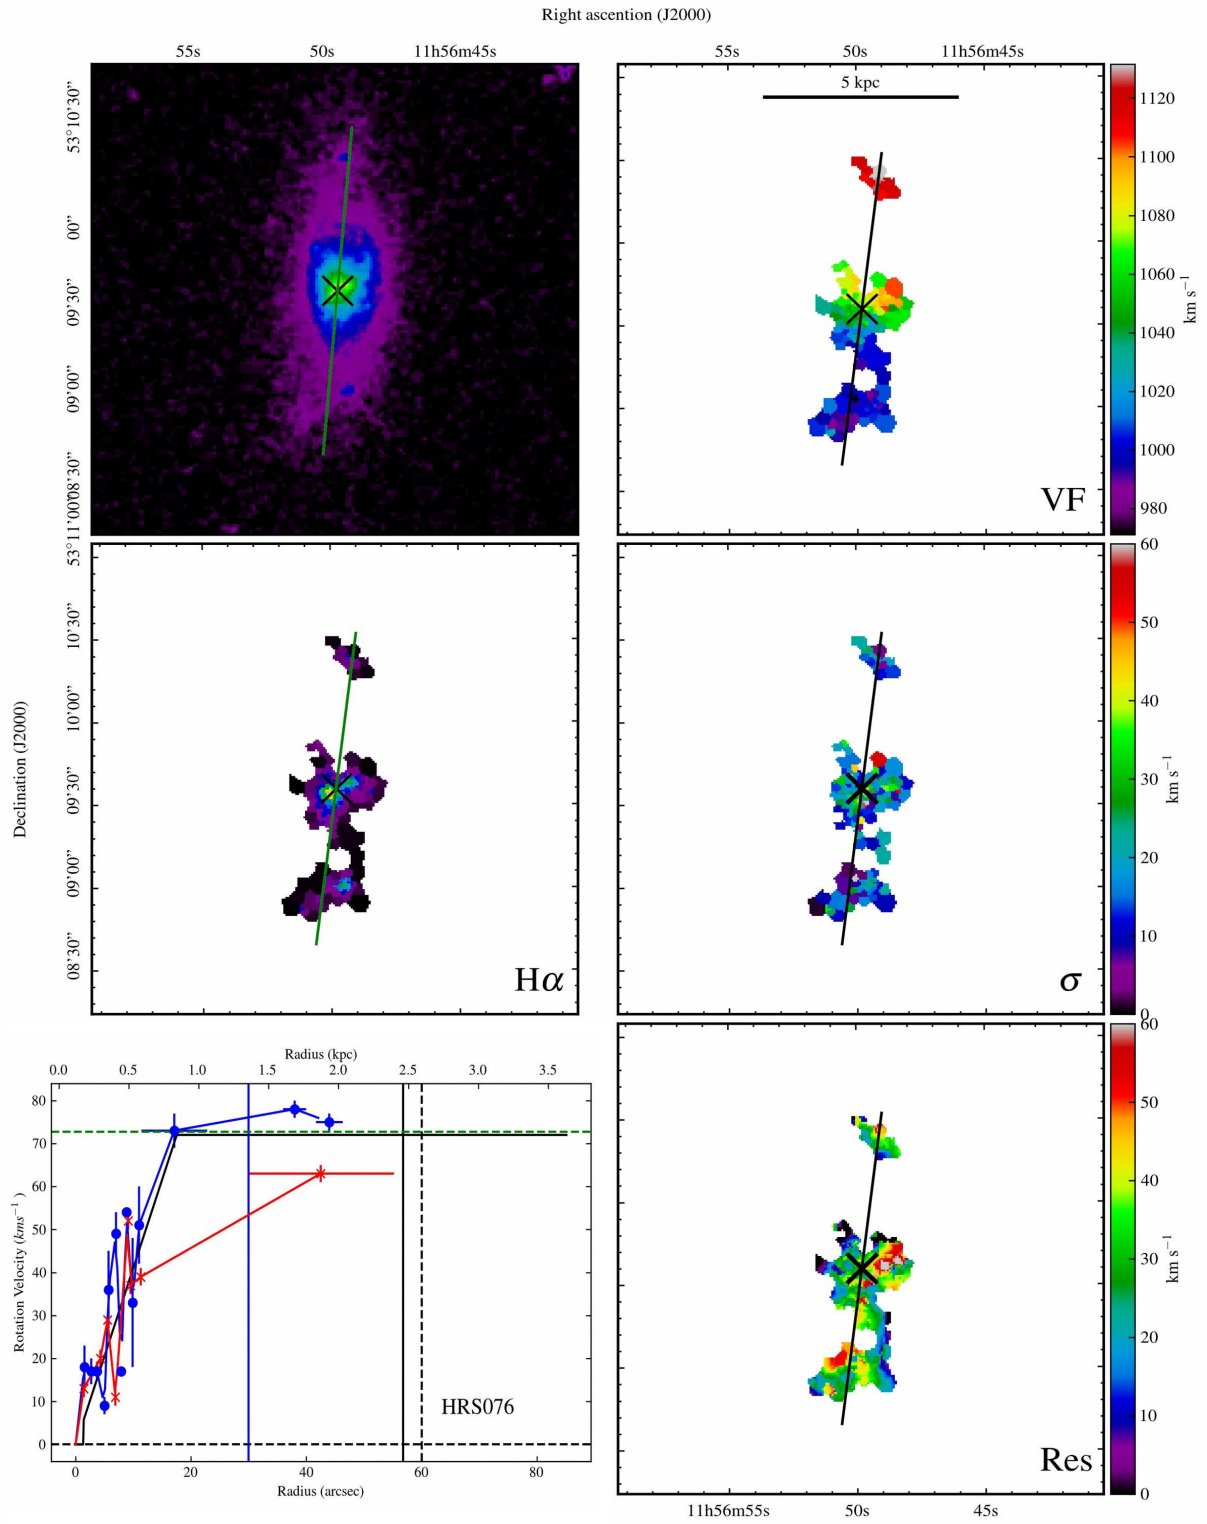 Right ascention (J2000)
55s 50s 11h56m45s
55s 50s 11h56m45s
53°10'30”
00”
09'30”
09'00”
53°11'00”08'30”
5 kpc
VF
1120
1100
1080
1060
1040
1020
1000
980
km s⁻¹
Declination (J2000)
10'30”
10'00”
09'30”
09'00”
08'30”
Hα
σ
60
50
40
30
20
10
0
km s⁻¹
Radius (kpc)
0.0 0.5 1.0 1.5 2.0 2.5 3.0 3.5
Rotation Velocity (kms⁻¹)
80
70
60
50
40
30
20
10
0
HRS076
0 20 40 60 80
Radius (arcsec)
Res
60
50
40
30
20
10
0
km s⁻¹
11h56m55s 50s 45s